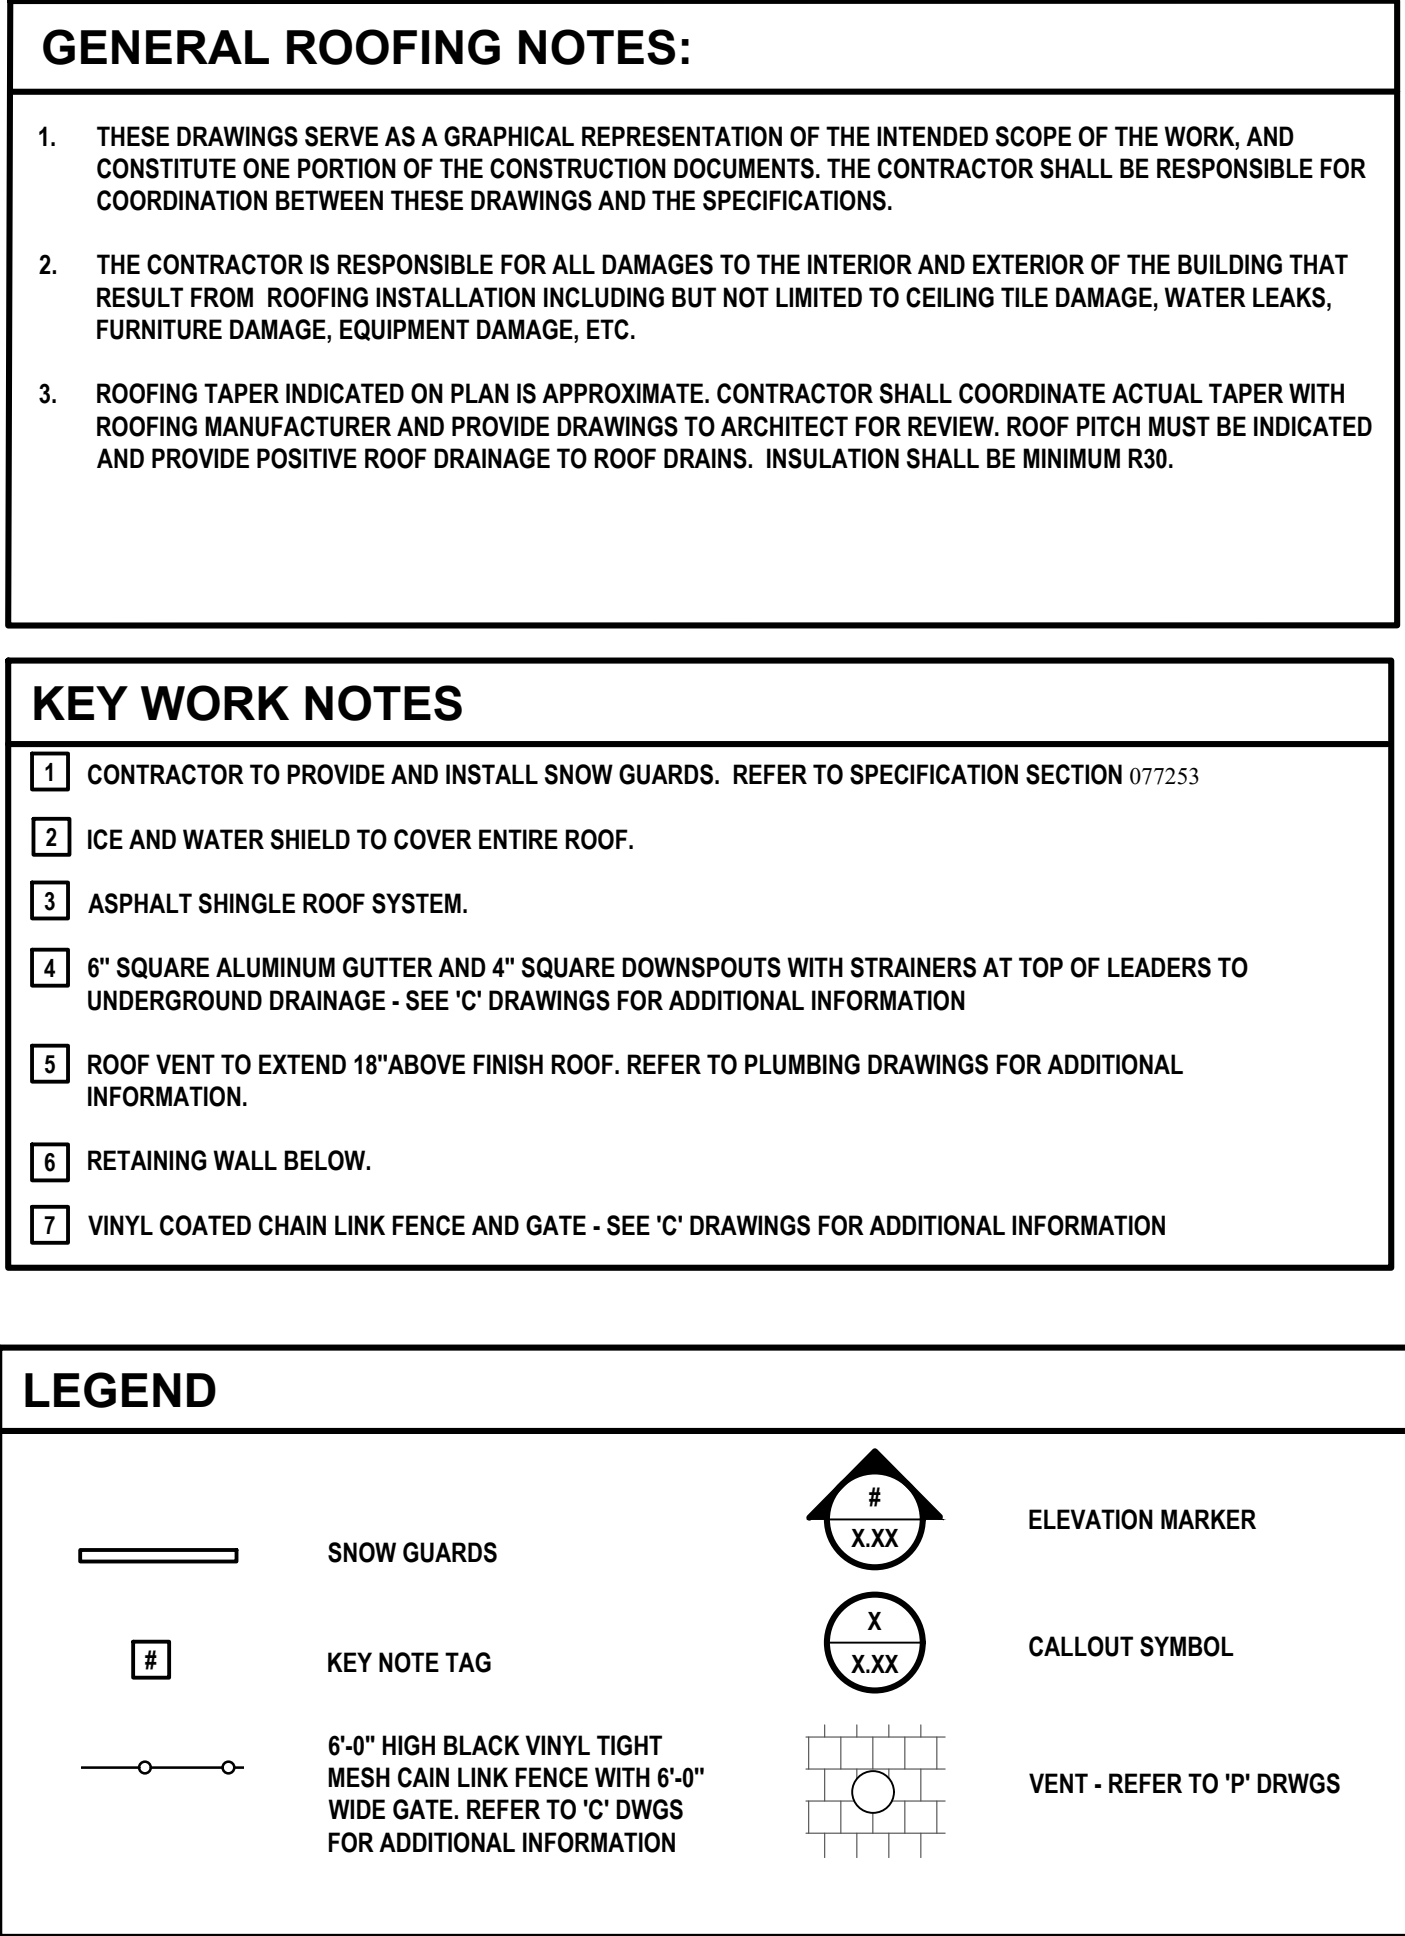 GENERAL ROOFING NOTES:
1. THESE DRAWINGS SERVE AS A GRAPHICAL REPRESENTATION OF THE INTENDED SCOPE OF THE WORK, AND
CONSTITUTE ONE PORTION OF THE CONSTRUCTION DOCUMENTS. THE CONTRACTOR SHALL BE RESPONSIBLE FOR
COORDINATION BETWEEN THESE DRAWINGS AND THE SPECIFICATIONS.
2. THE CONTRACTOR IS RESPONSIBLE FOR ALL DAMAGES TO THE INTERIOR AND EXTERIOR OF THE BUILDING THAT
RESULT FROM ROOFING INSTALLATION INCLUDING BUT NOT LIMITED TO CEILING TILE DAMAGE, WATER LEAKS,
FURNITURE DAMAGE, EQUIPMENT DAMAGE, ETC.
3. ROOFING TAPER INDICATED ON PLAN IS APPROXIMATE. CONTRACTOR SHALL COORDINATE ACTUAL TAPER WITH
ROOFING MANUFACTURER AND PROVIDE DRAWINGS TO ARCHITECT FOR REVIEW. ROOF PITCH MUST BE INDICATED
AND PROVIDE POSITIVE ROOF DRAINAGE TO ROOF DRAINS. INSULATION SHALL BE MINIMUM R30.
KEY WORK NOTES
1 CONTRACTOR TO PROVIDE AND INSTALL SNOW GUARDS. REFER TO SPECIFICATION SECTION 077253
2 ICE AND WATER SHIELD TO COVER ENTIRE ROOF.
3 ASPHALT SHINGLE ROOF SYSTEM.
4 6" SQUARE ALUMINUM GUTTER AND 4" SQUARE DOWNSPOUTS WITH STRAINERS AT TOP OF LEADERS TO
UNDERGROUND DRAINAGE - SEE 'C' DRAWINGS FOR ADDITIONAL INFORMATION
5 ROOF VENT TO EXTEND 18"ABOVE FINISH ROOF. REFER TO PLUMBING DRAWINGS FOR ADDITIONAL
INFORMATION.
6 RETAINING WALL BELOW.
7 VINYL COATED CHAIN LINK FENCE AND GATE - SEE 'C' DRAWINGS FOR ADDITIONAL INFORMATION
LEGEND
SNOW GUARDS
# KEY NOTE TAG
6'-0" HIGH BLACK VINYL TIGHT
MESH CAIN LINK FENCE WITH 6'-0"
WIDE GATE. REFER TO 'C' DWGS
FOR ADDITIONAL INFORMATION
#
X.XX
ELEVATION MARKER
X
X.XX
CALLOUT SYMBOL
VENT - REFER TO 'P' DRWGS